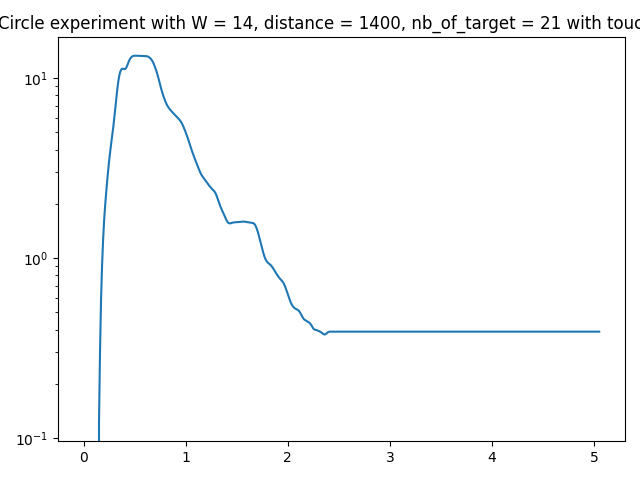 Circle experiment with W = 14, distance = 1400, nb_of_target = 21 with
10¹
10⁰
10⁻¹
0 1 2 3 4 5